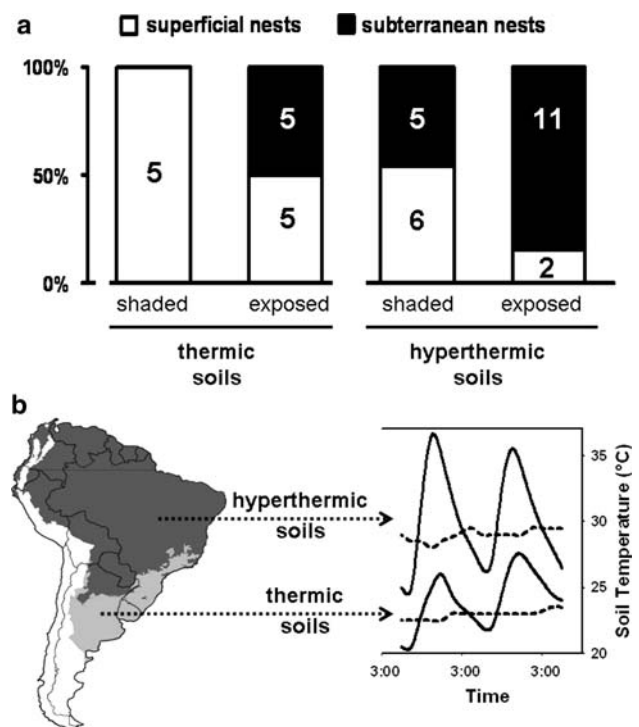 a
superficial nests subterranean nests
100%
50%
0%
5
5
5
5
6
11
2
shaded exposed shaded exposed
thermic
soils
hyperthermic
soils
b
hyperthermic
soils
thermic
soils
35
30
25
20
Soil Temperature (°C)
3:00 3:00 3:00
Time